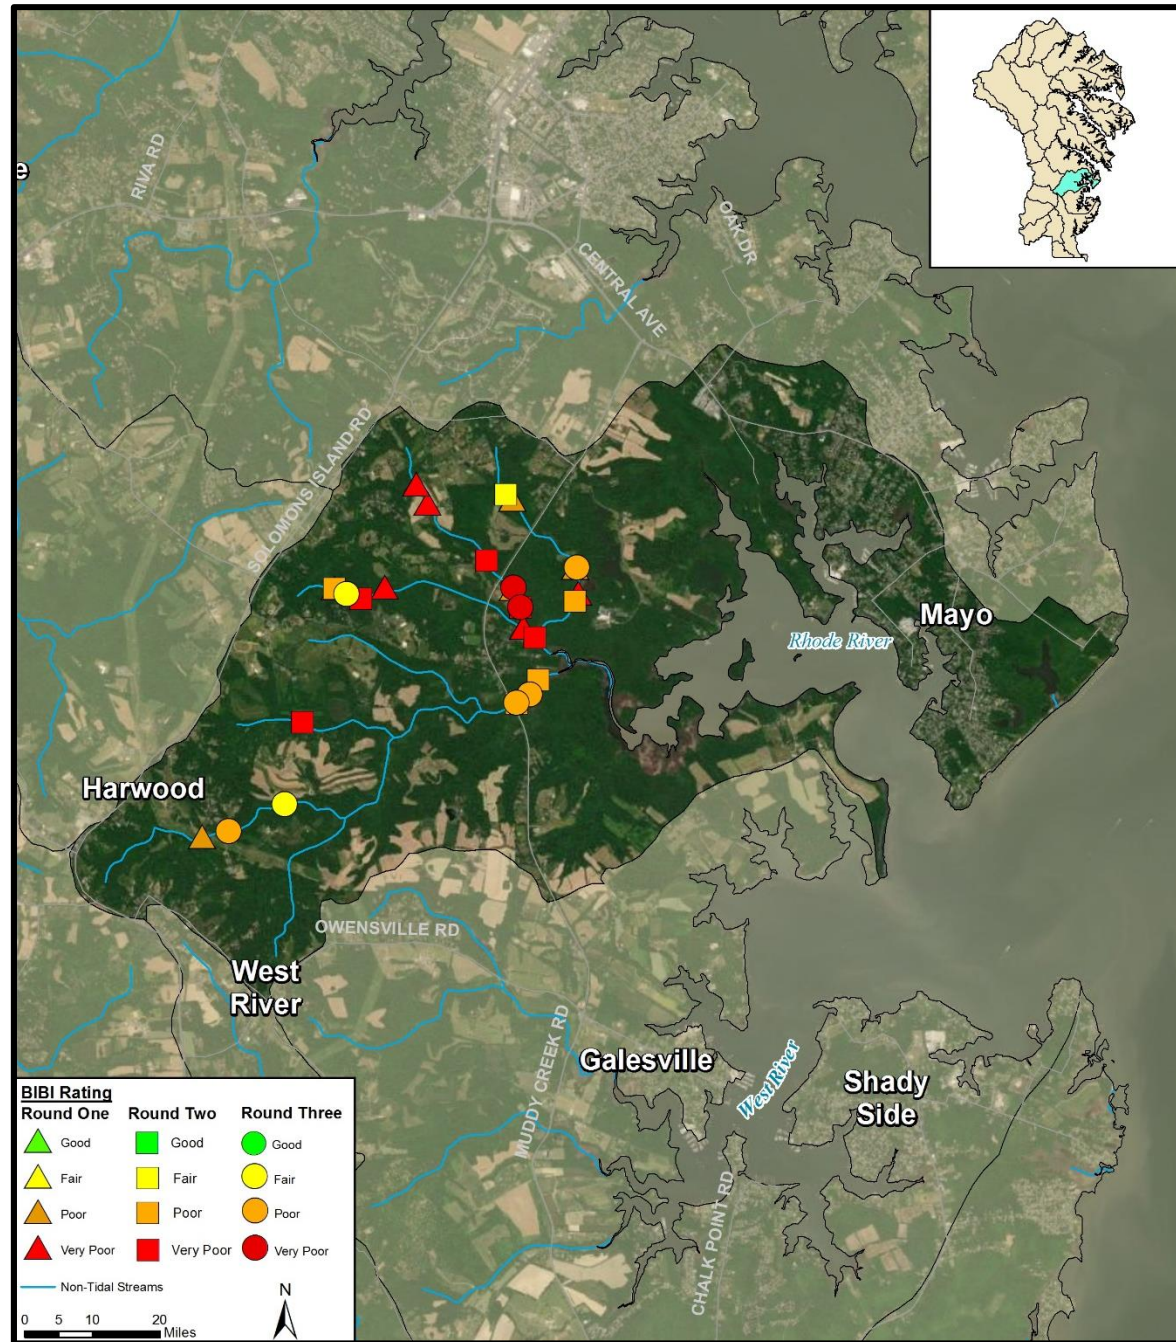 e
RIVA RD
OAK DR
CENTRAL AVE
SOLOMONS ISLAND RD
Mayo
Rhode River
Harwood
OWENSVILLE RD
West
River
MUDDY CREEK RD
Galesville
West River
Shady
Side
CHALK POINT RD
BIBI Rating
Round One Round Two Round Three
Good Good Good
Fair Fair Fair
Poor Poor Poor
Very Poor Very Poor Very Poor
Non-Tidal Streams
N
0 5 10 20
Miles